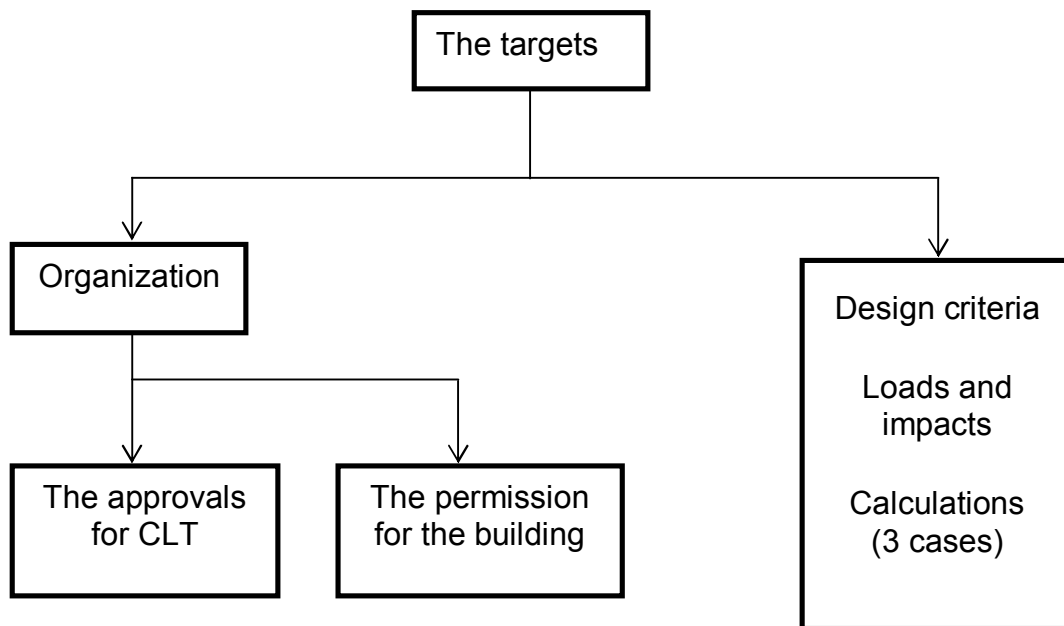 The targets
Organization
The approvals
for CLT
The permission
for the building
Design criteria
Loads and
impacts
Calculations
(3 cases)